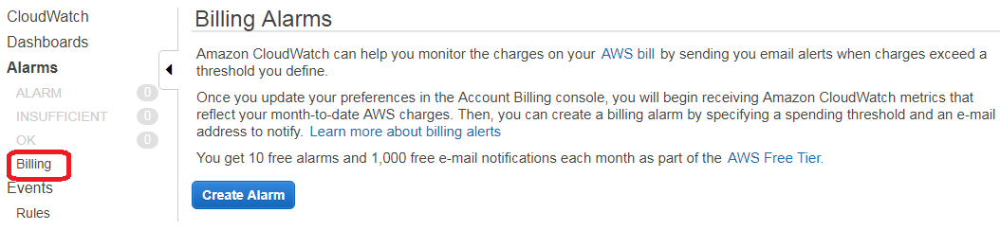 CloudWatch
Dashboards
Alarms
ALARM 0
INSUFFICIENT 0
OK 0
Billing
Events
Rules
Billing Alarms
Amazon CloudWatch can help you monitor the charges on your AWS bill by sending you email alerts when charges exceed a
threshold you define.
Once you update your preferences in the Account Billing console, you will begin receiving Amazon CloudWatch metrics that
reflect your month-to-date AWS charges. Then, you can create a billing alarm by specifying a spending threshold and an e-mail
address to notify. Learn more about billing alerts
You get 10 free alarms and 1,000 free e-mail notifications each month as part of the AWS Free Tier.
Create Alarm